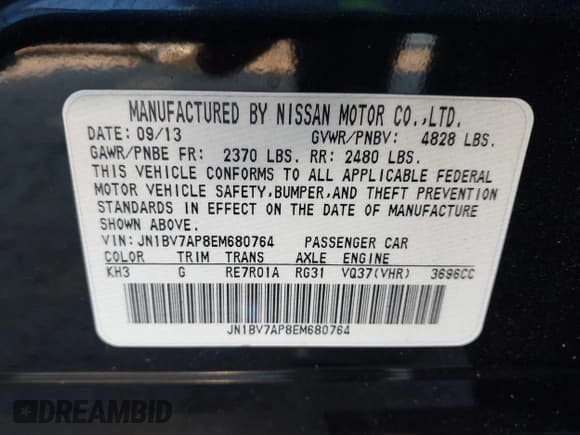 MANUFACTURED BY NISSAN MOTOR CO.,LTD.
DATE: 09/13 GVWR/PNBV: 4828 LBS.
GAWR/PNBE FR: 2370 LBS. RR: 2480 LBS.
THIS VEHICLE CONFORMS TO ALL APPLICABLE FEDERAL
MOTOR VEHICLE SAFETY,BUMPER,AND THEFT PREVENTION
STANDARDS IN EFFECT ON THE DATE OF MANUFACTURE
SHOWN ABOVE.
VIN: JN1BV7AP8EM680764 PASSENGER CAR
COLOR TRIM TRANS AXLE ENGINE
KH3 G RE7R01A RG31 VQ37(VHR) 3696CC
JN1BV7AP8EM680764
DREAMBID